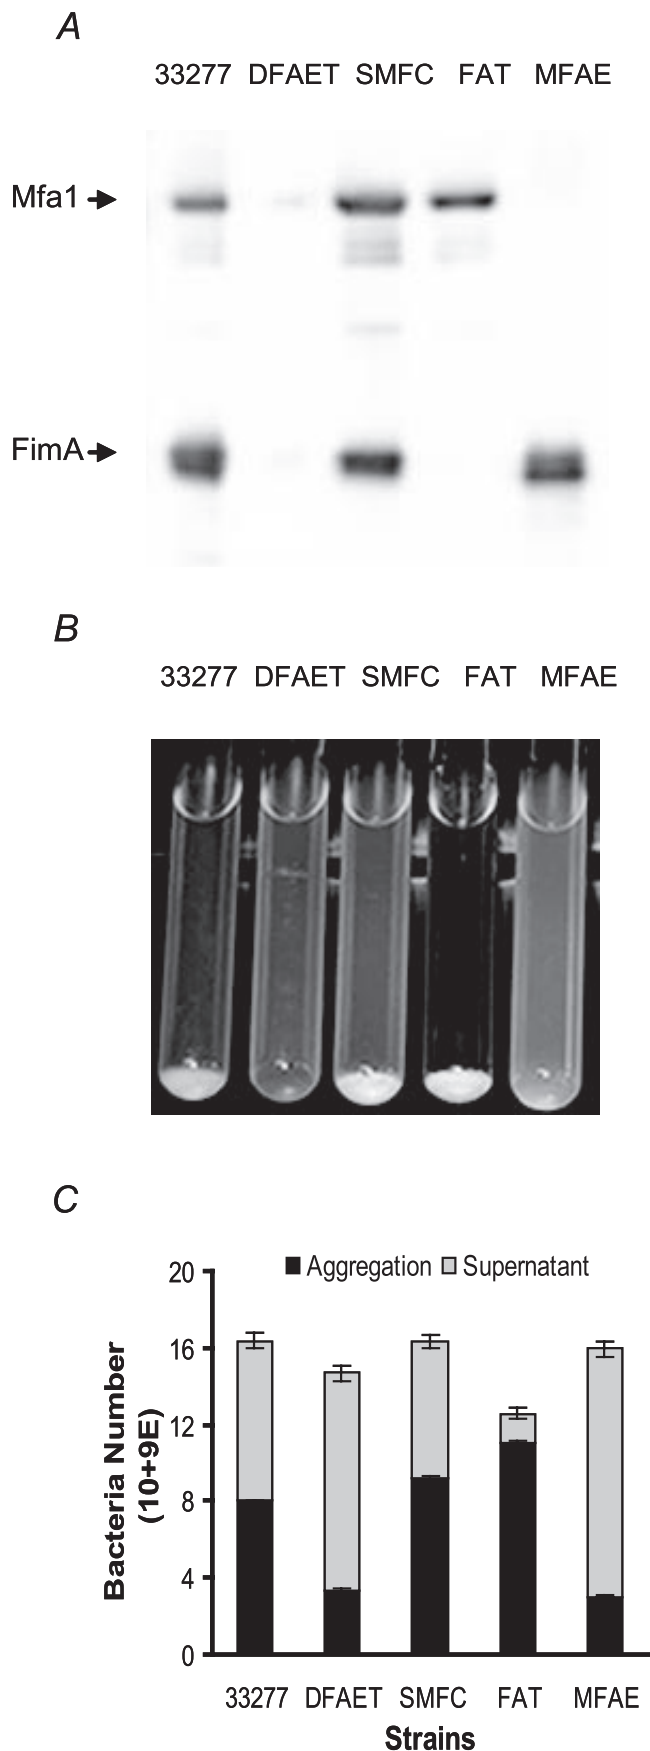 A
33277 DFAET SMFC FAT MFAE
Mfa1
FimA
B
33277 DFAET SMFC FAT MFAE
C
20
Aggregation Supernatant
16
12
8
4
0
Bacteria Number
(10+9E)
33277 DFAET SMFC FAT MFAE
Strains